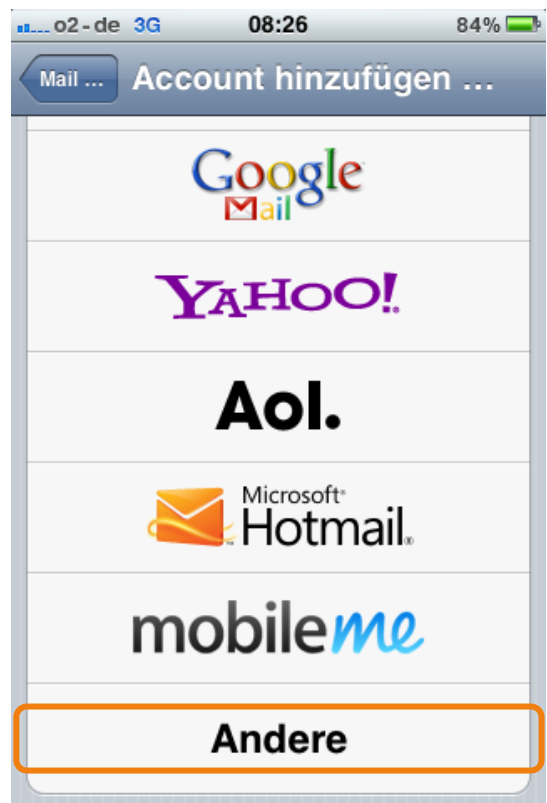 o2-de 3G 08:26 84%
Mail ... Account hinzufügen ...
Google
Mail
YAHOO!
Aol.
Microsoft
Hotmail
mobileme
Andere